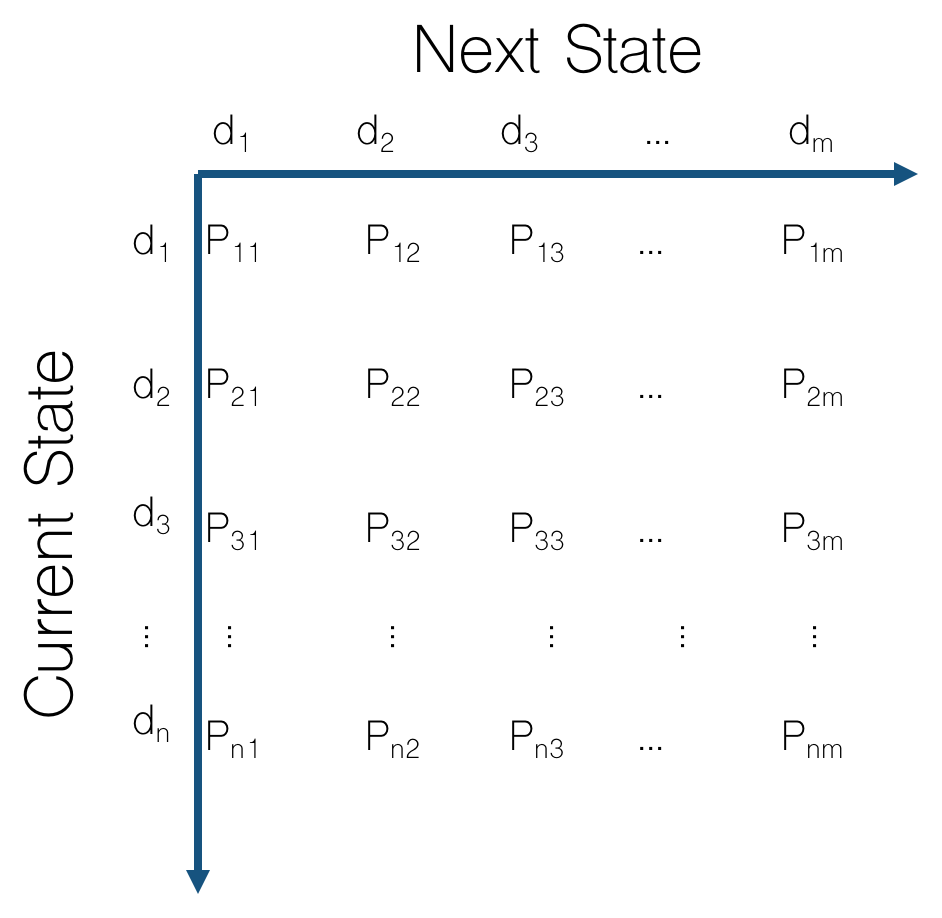 Next State
d₁ d₂ d₃ ... dₘ
d₁ P₁₁ P₁₂ P₁₃ ... P₁ₘ
d₂ P₂₁ P₂₂ P₂₃ ... P₂ₘ
d₃ P₃₁ P₃₂ P₃₃ ... P₃ₘ
⋮ ⋮ ⋮ ⋮ ⋮ ⋮
dₙ Pₙ₁ Pₙ₂ Pₙ₃ ... Pₙₘ
Current State